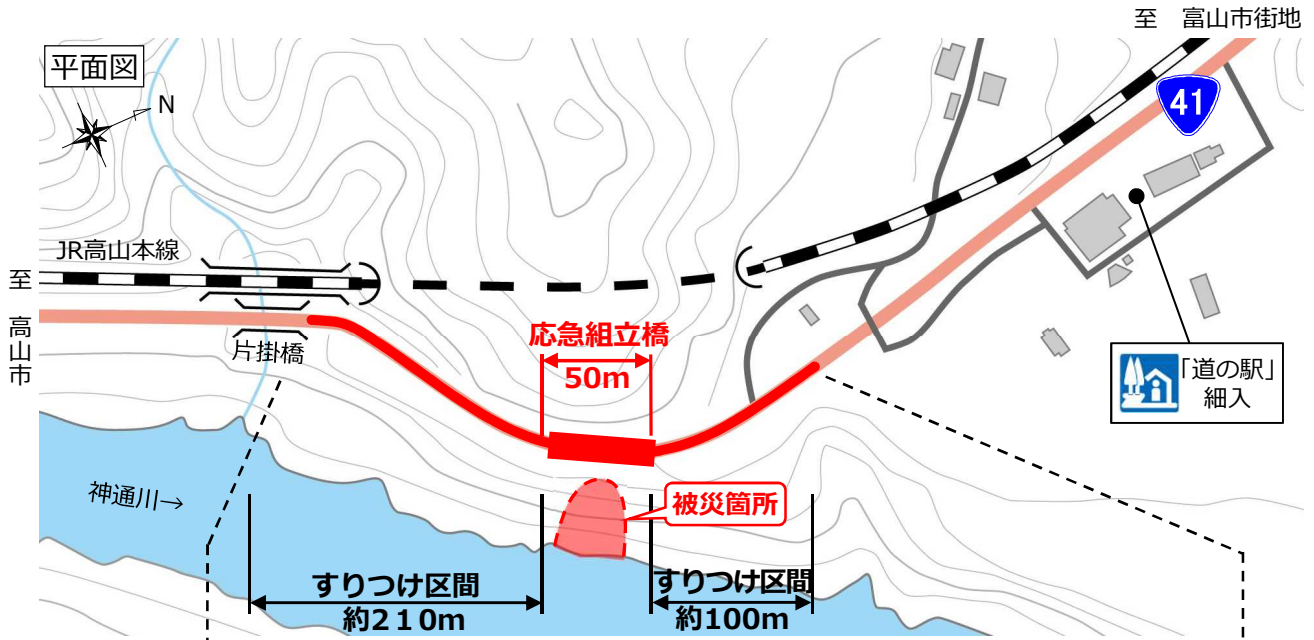 至 富山市街地
平面図
N
41
JR高山本線
至
高山市
片掛橋
応急組立橋
50m
「道の駅」
細入
神通川→
被災箇所
すりつけ区間
約210m
すりつけ区間
約100m